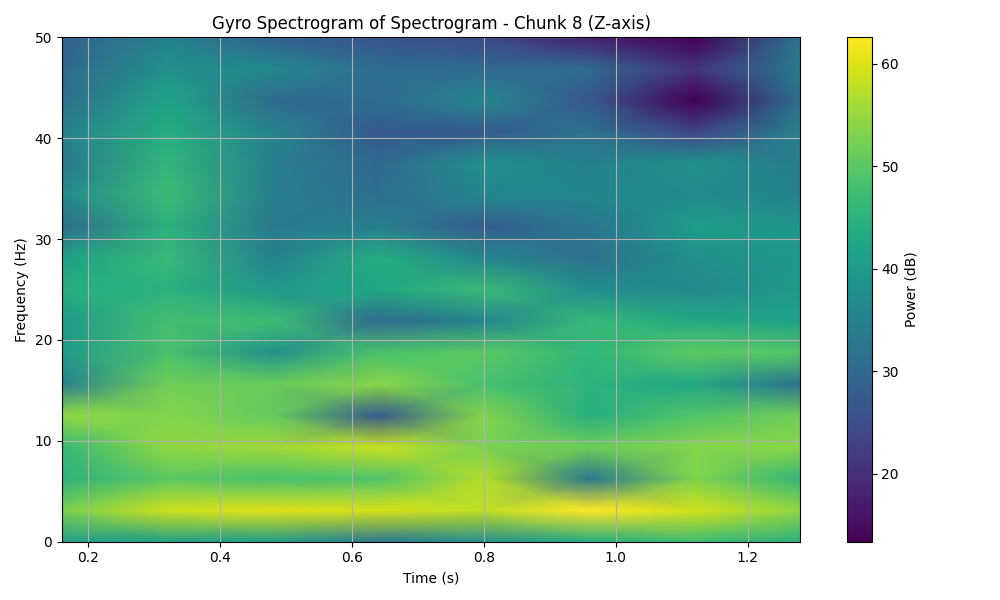 Gyro Spectrogram of Spectrogram - Chunk 8 (Z-axis)
50
40
30
20
10
0
Frequency (Hz)
0.2 0.4 0.6 0.8 1.0 1.2
Time (s)
60
50
40
30
20
Power (dB)